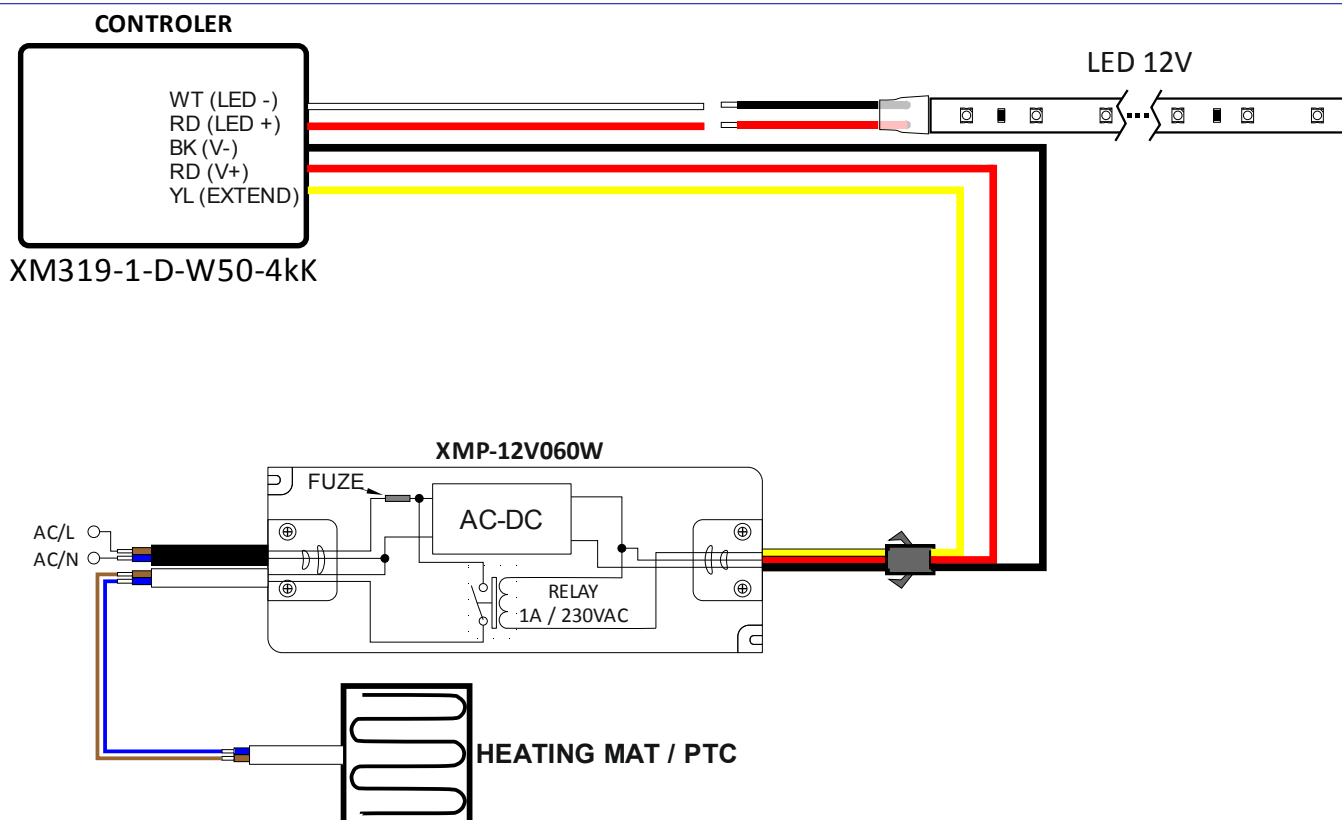 CONTROLER
LED 12V
WT (LED -)
RD (LED +)
BK (V-)
RD (V+)
YL (EXTEND)
XM319-1-D-W50-4kK
XMP-12V060W
FUZE
AC-DC
AC/L
AC/N
RELAY
1A / 230VAC
HEATING MAT / PTC